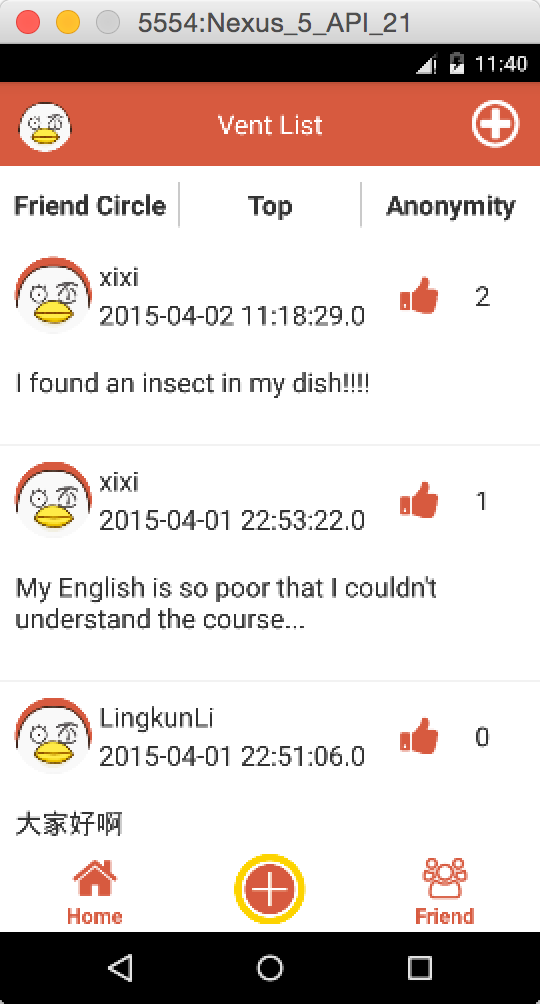 5554:Nexus_5_API_21
11:40
Vent List
Friend Circle Top Anonymity
xixi
2015-04-02 11:18:29.0 2
I found an insect in my dish!!!!
xixi
2015-04-01 22:53:22.0 1
My English is so poor that I couldn't
understand the course...
LingkunLi
2015-04-01 22:51:06.0 0
大家好啊
Home Friend